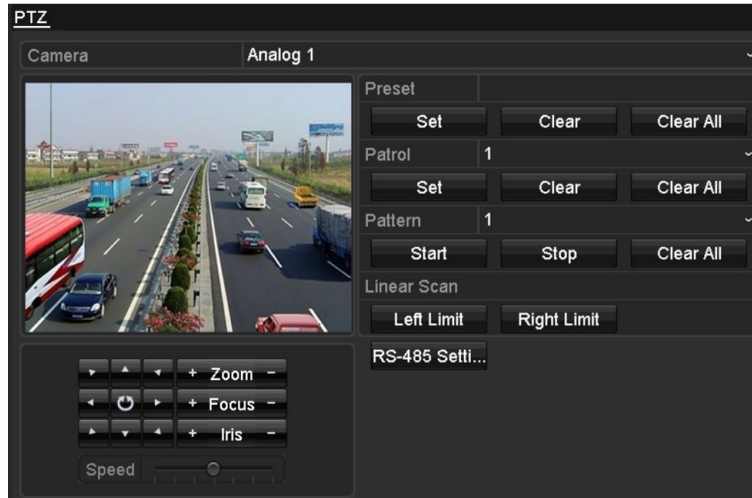 PTZ
Camera Analog 1
Preset
Set Clear Clear All
Patrol 1
Set Clear Clear All
Pattern 1
Start Stop Clear All
Linear Scan
Left Limit Right Limit
RS-485 Setti...
+ Zoom -
+ Focus -
+ Iris -
Speed